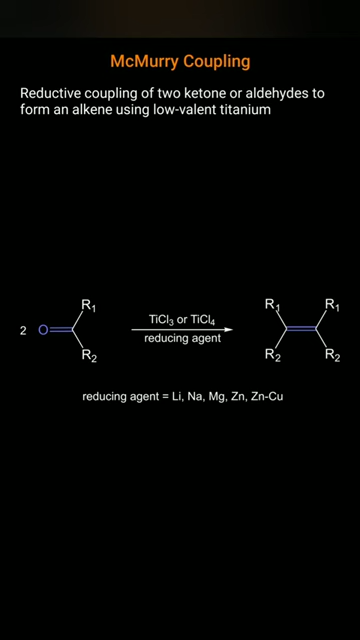 McMurry Coupling
Reductive coupling of two ketone or aldehydes to
form an alkene using low-valent titanium
R₁ R₁ R₁
TiCl₃ or TiCl₄
2 O
reducing agent
R₂ R₂ R₂
reducing agent = Li, Na, Mg, Zn, Zn-Cu